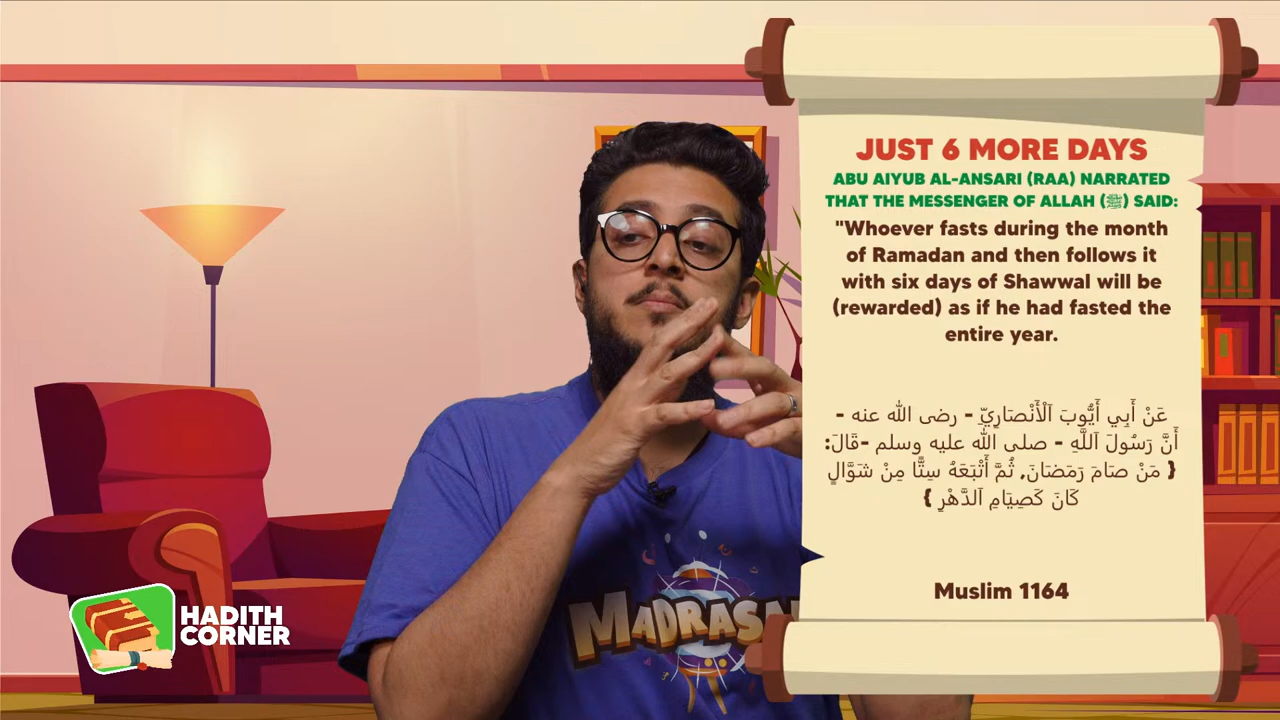 JUST 6 MORE DAYS
ABU AIYUB AL-ANSARI (RAA) NARRATED
THAT THE MESSENGER OF ALLAH (ﷺ) SAID:
"Whoever fasts during the month
of Ramadan and then follows it
with six days of Shawwal will be
(rewarded) as if he had fasted the
entire year.
عَنْ أَبِي أَيُّوبَ اَلْأَنْصَارِيِّ - رضى الله عنه -
أَنَّ رَسُولَ اَللَّهِ - صلى الله عليه وسلم -قَالَ:
{ مَنْ صَامَ رَمَضَانَ, ثُمَّ أَتْبَعَهُ سِتًّا مِنْ شَوَّالٍ
كَانَ كَصِيَامِ اَلدَّهْرِ }
Muslim 1164
MADRASA
HADITH
CORNER